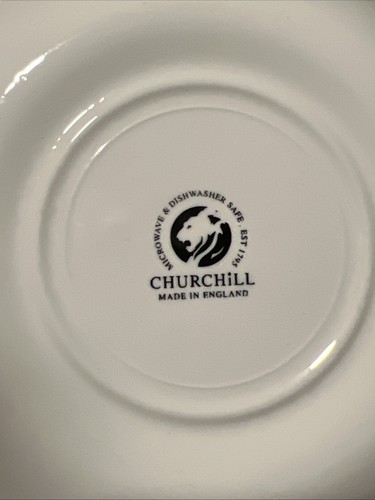 MICROWAVE & DISHWASHER SAFE . EST 1795
CHURCHiLL
MADE IN ENGLAND